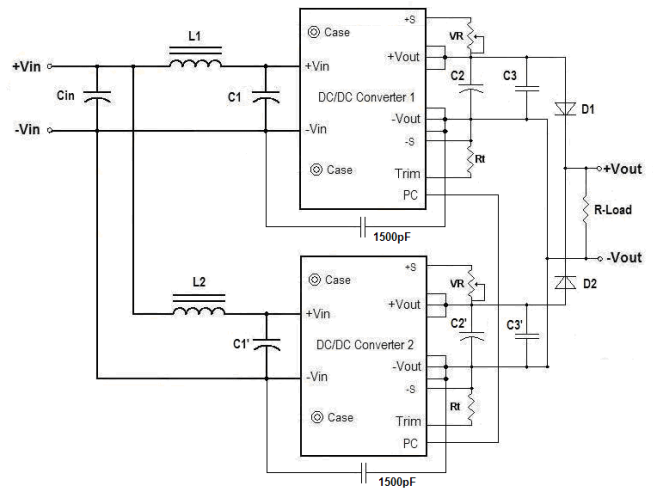 L1
+Vin
Cin
C1
-Vin
Case
+Vin
DC/DC Converter 1
-Vin
Case
+S
+Vout
-Vout
-S
Trim
PC
VR
C2
C3
Rt
D1
+Vout
R-Load
-Vout
D2
1500pF
L2
C1'
Case
+Vin
DC/DC Converter 2
-Vin
Case
+S
+Vout
-Vout
-S
Trim
PC
VR
C2'
C3'
Rt
1500pF